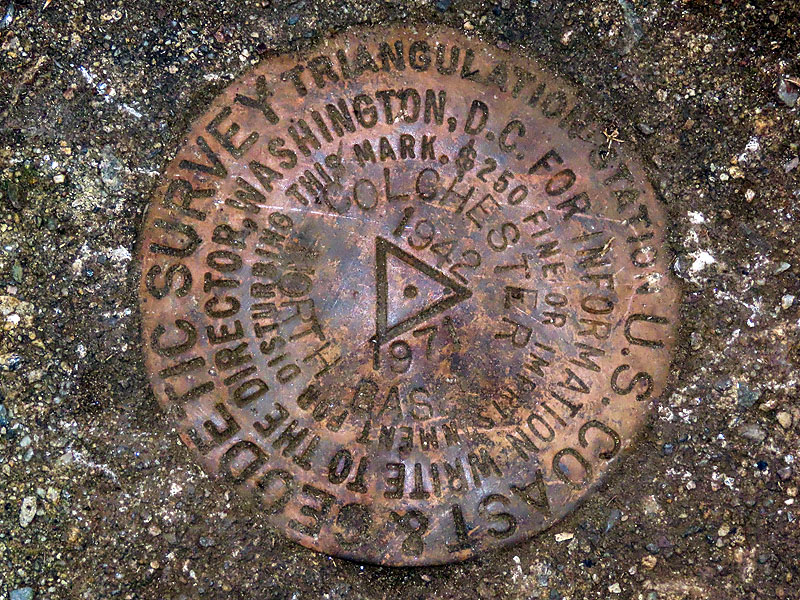 U.S. COAST & GEODETIC SURVEY
TRIANGULATION STATION
FOR INFORMATION WRITE TO THE DIRECTOR, WASHINGTON, D.C.
$250 FINE OR IMPRISONMENT FOR DISTURBING THIS MARK.
COLCHESTER
NORTH
1942
1971